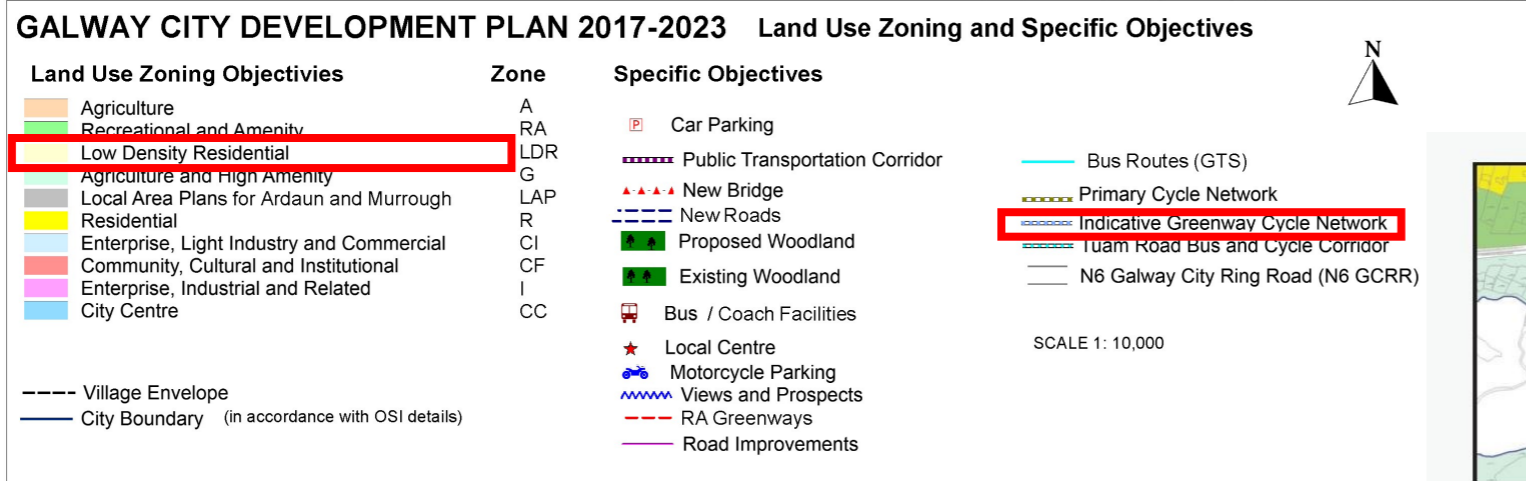 GALWAY CITY DEVELOPMENT PLAN 2017-2023 Land Use Zoning and Specific Objectives
N
Land Use Zoning Objectivies Zone
Agriculture A
Recreational and Amenity RA
Low Density Residential LDR
Agriculture and High Amenity G
Local Area Plans for Ardaun and Murrough LAP
Residential R
Enterprise, Light Industry and Commercial CI
Community, Cultural and Institutional CF
Enterprise, Industrial and Related I
City Centre CC
Village Envelope
City Boundary (in accordance with OSI details)
Specific Objectives
P Car Parking
Public Transportation Corridor
New Bridge
New Roads
Proposed Woodland
Existing Woodland
Bus / Coach Facilities
Local Centre
Motorcycle Parking
Views and Prospects
RA Greenways
Road Improvements
Bus Routes (GTS)
Primary Cycle Network
Indicative Greenway Cycle Network
Tuam Road Bus and Cycle Corridor
N6 Galway City Ring Road (N6 GCRR)
SCALE 1: 10,000